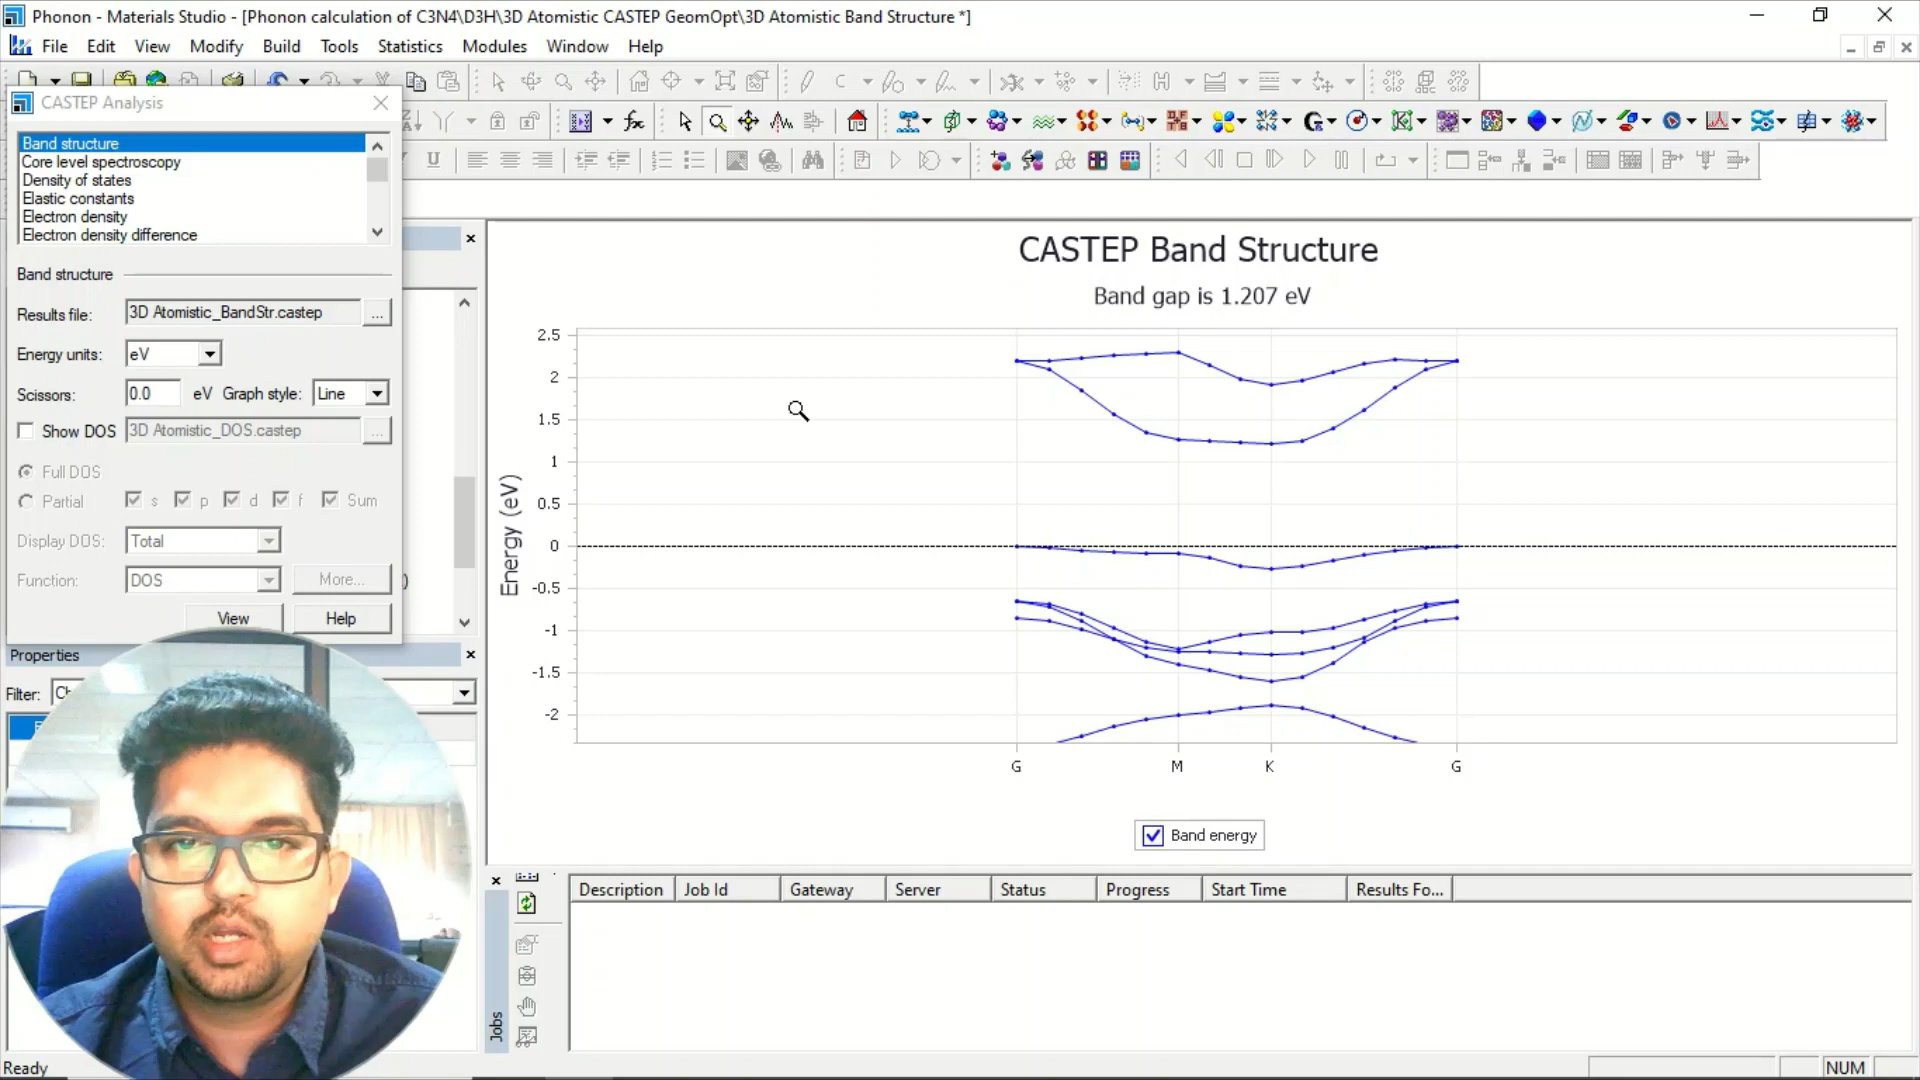 Phonon - Materials Studio - [Phonon calculation of C3N4\D3H\3D Atomistic CASTEP GeomOpt\3D Atomistic Band Structure *]
File Edit View Modify Build Tools Statistics Modules Window Help
CASTEP Analysis
Band structure
Core level spectroscopy
Density of states
Elastic constants
Electron density
Electron density difference
Band structure
Results file: 3D Atomistic_BandStr.castep ...
Energy units: eV
Scissors: 0.0 eV Graph style: Line
Show DOS 3D Atomistic_DOS.castep ...
Full DOS
Partial s p d f Sum
Display DOS: Total
Function: DOS More...
View Help
Properties
Filter:
CASTEP Band Structure
Band gap is 1.207 eV
Energy (eV)
2.5
2
1.5
1
0.5
0
-0.5
-1
-1.5
-2
G M K G
Band energy
Jobs
Description Job Id Gateway Server Status Progress Start Time Results Fo...
Ready
NUM